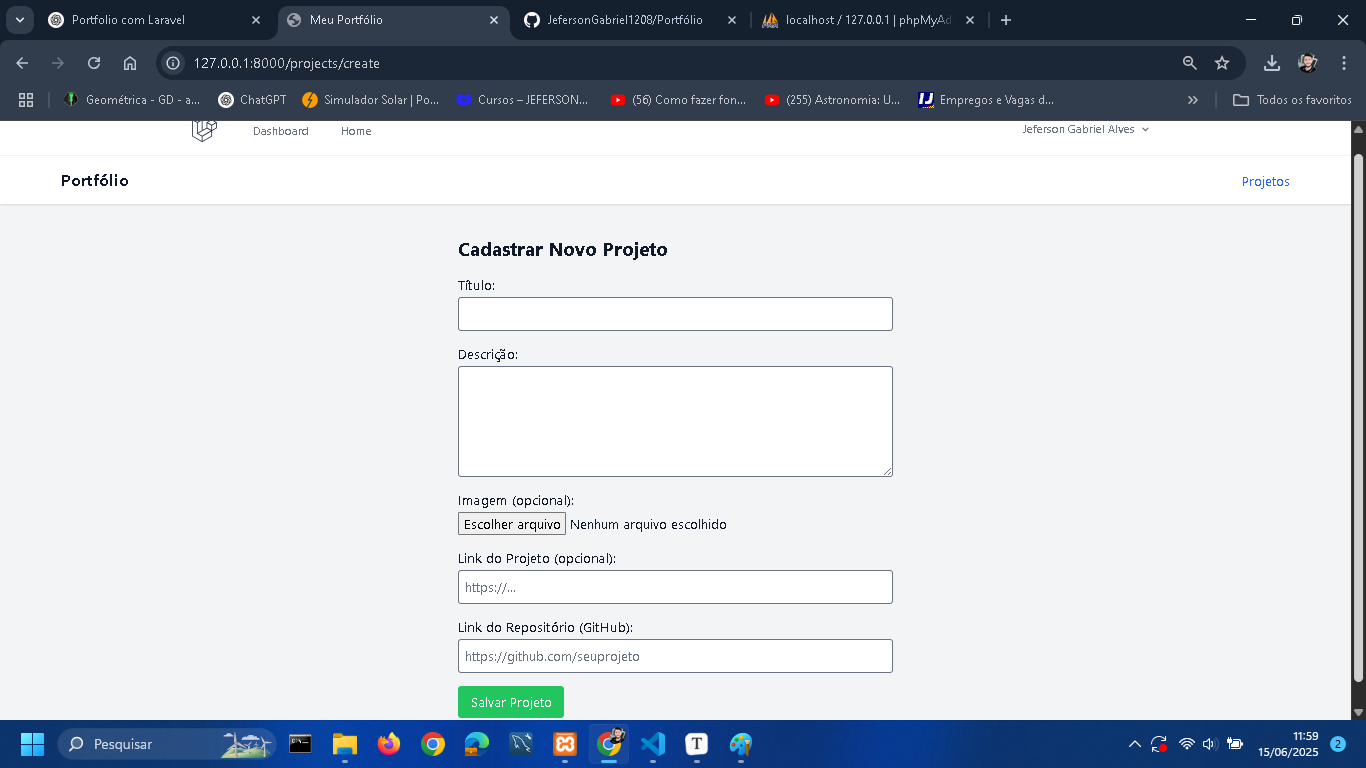 Portfolio com Laravel
Meu Portfólio
JefersonGabriel1208/Portfólio
localhost / 127.0.0.1 | phpMyAd
127.0.0.1:8000/projects/create
Geométrica - GD - a...
ChatGPT
Simulador Solar | Po...
Cursos – JEFERSON...
(56) Como fazer fon...
(255) Astronomia: U...
Empregos e Vagas d...
Todos os favoritos
Dashboard
Home
Jeferson Gabriel Alves
Portfólio
Projetos
Cadastrar Novo Projeto
Título:
Descrição:
Imagem (opcional):
Escolher arquivo Nenhum arquivo escolhido
Link do Projeto (opcional):
https://...
Link do Repositório (GitHub):
https://github.com/seuprojeto
Salvar Projeto
Pesquisar
T
11:59
15/06/2025
2